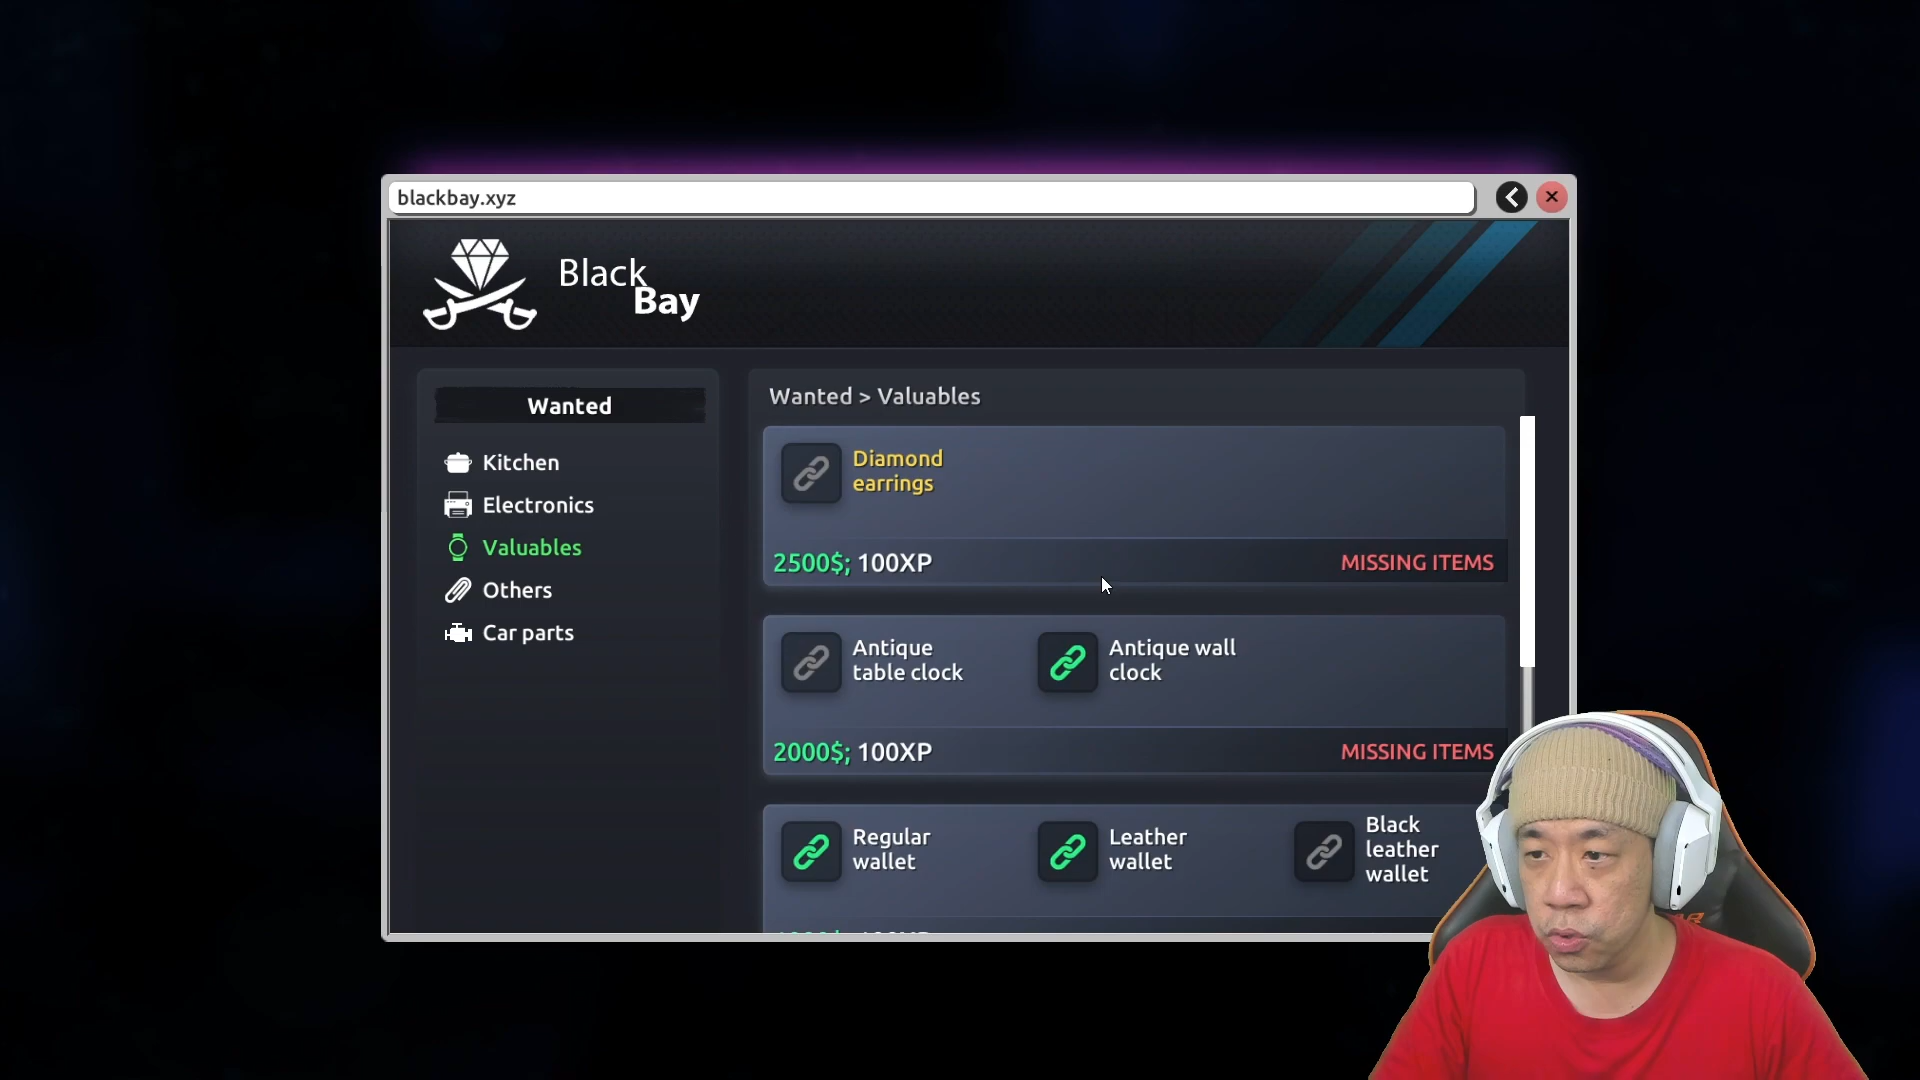 blackbay.xyz
Black
Bay
Wanted
Kitchen
Electronics
Valuables
Others
Car parts
Wanted > Valuables
Diamond
earrings
2500$; 100XP
MISSING ITEMS
Antique
table clock
Antique wall
clock
2000$; 100XP
MISSING ITEMS
Regular
wallet
Leather
wallet
Black
leather
wallet